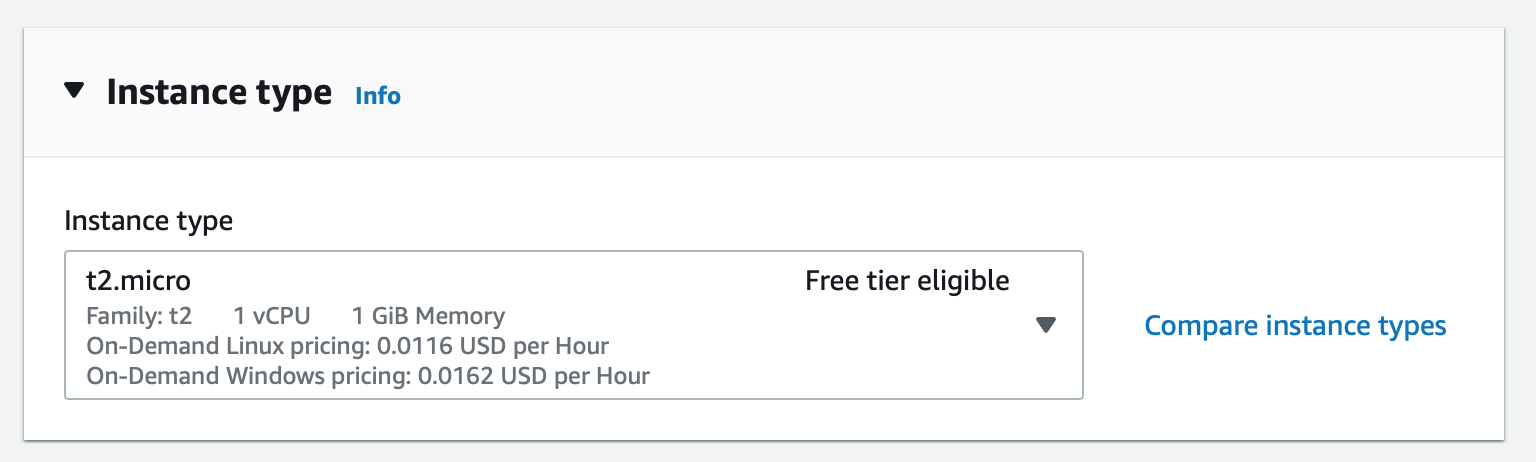 Instance type Info
Instance type
t2.micro Free tier eligible
Family: t2 1 vCPU 1 GiB Memory
On-Demand Linux pricing: 0.0116 USD per Hour
On-Demand Windows pricing: 0.0162 USD per Hour
Compare instance types